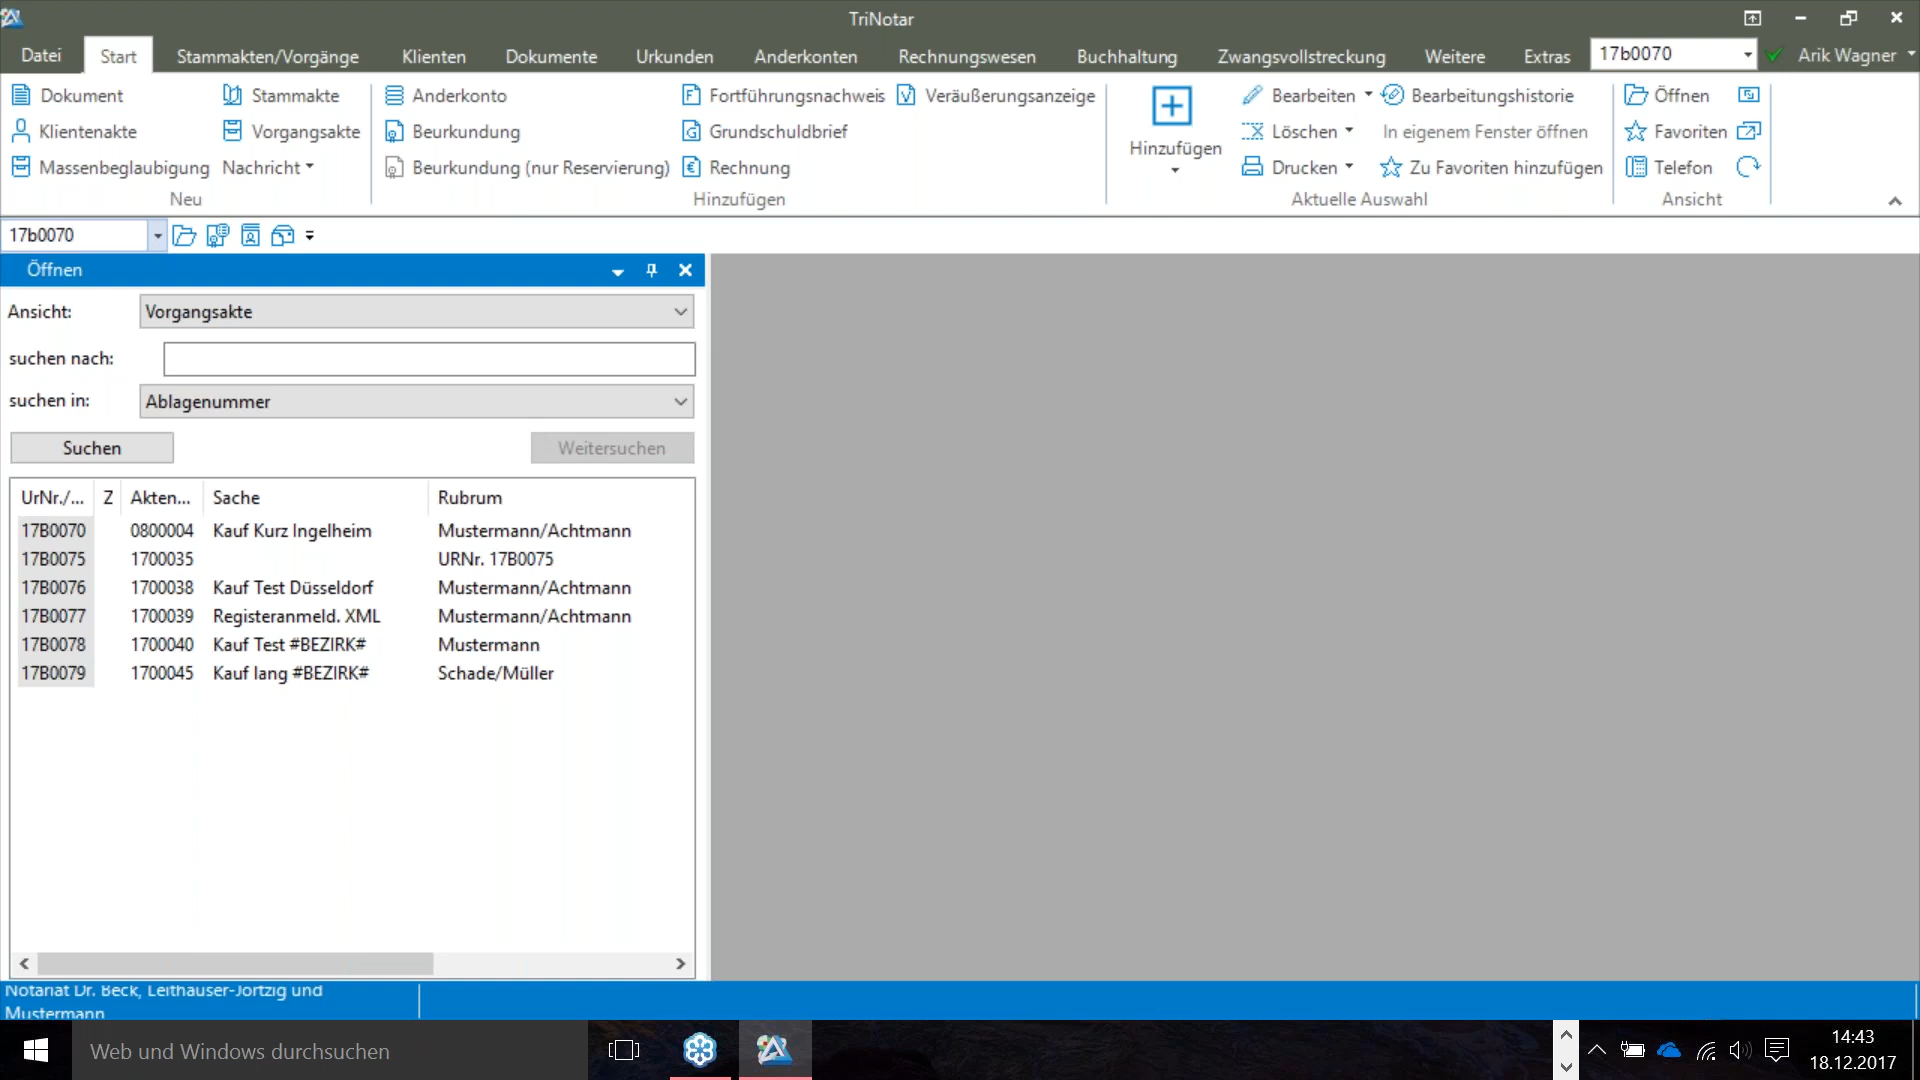 TriNotar
Datei Start Stammakten/Vorgänge Klienten Dokumente Urkunden Anderkonten Rechnungswesen Buchhaltung Zwangsvollstreckung Weitere Extras 17b0070 Arik Wagner
Dokument Stammakte Anderkonto Fortführungsnachweis Veräußerungsanzeige Bearbeiten Bearbeitungshistorie Öffnen
Klientenakte Vorgangsakte Beurkundung Grundschuldbrief Hinzufügen Löschen In eigenem Fenster öffnen Favoriten
Massenbeglaubigung Nachricht Beurkundung (nur Reservierung) Rechnung Drucken Zu Favoriten hinzufügen Telefon
Neu Hinzufügen Aktuelle Auswahl Ansicht
17b0070
Öffnen
Ansicht: Vorgangsakte
suchen nach:
suchen in: Ablagenummer
Suchen Weitersuchen
UrNr./... Z Akten... Sache Rubrum
17B0070 0800004 Kauf Kurz Ingelheim Mustermann/Achtmann
17B0075 1700035 URNr. 17B0075
17B0076 1700038 Kauf Test Düsseldorf Mustermann/Achtmann
17B0077 1700039 Registeranmeld. XML Mustermann/Achtmann
17B0078 1700040 Kauf Test #BEZIRK# Mustermann
17B0079 1700045 Kauf lang #BEZIRK# Schade/Müller
Notariat Dr. Beck, Leithäuser-Jortzig und
Mustermann
Web und Windows durchsuchen
14:43
18.12.2017